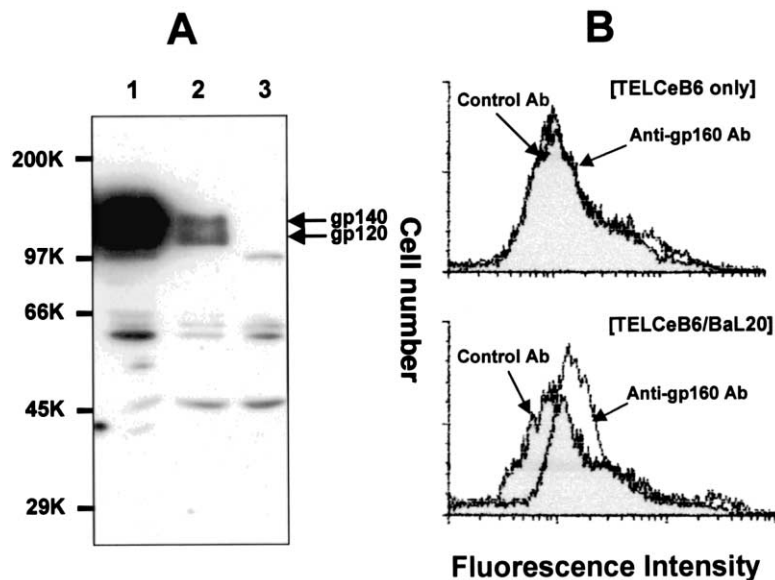 A
1 2 3
200K
97K
66K
45K
29K
gp140
gp120
B
[TELCeB6 only]
Control Ab
Anti-gp160 Ab
Cell number
[TELCeB6/BaL20]
Control Ab
Anti-gp160 Ab
Fluorescence Intensity